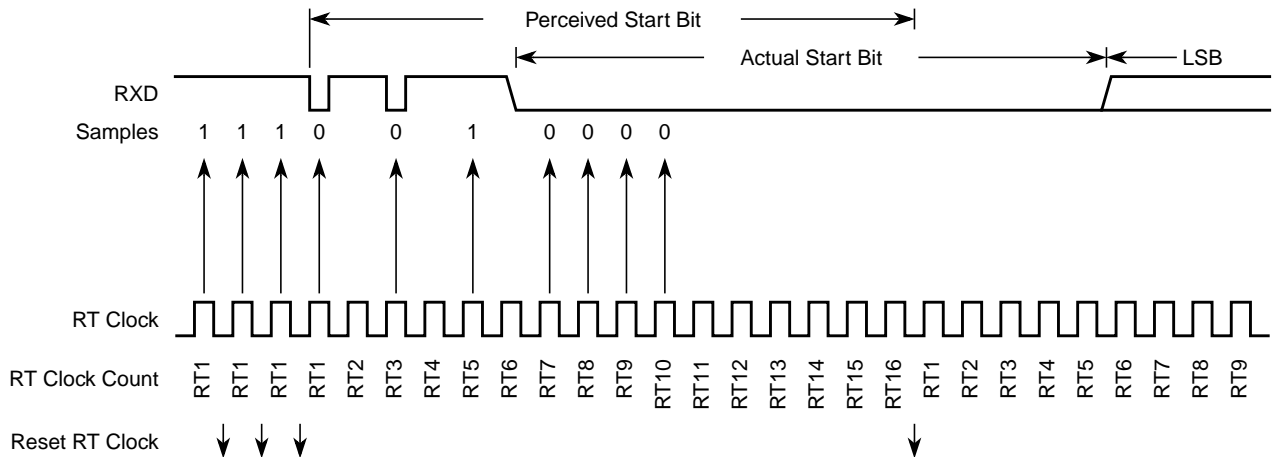 Perceived Start Bit
Actual Start Bit
LSB
RXD
Samples 1 1 1 0 0 1 0 0 0 0
RT Clock
RT Clock Count RT1 RT1 RT1 RT1 RT2 RT3 RT4 RT5 RT6 RT7 RT8 RT9 RT10 RT11 RT12 RT13 RT14 RT15 RT16 RT1 RT2 RT3 RT4 RT5 RT6 RT7 RT8 RT9
Reset RT Clock